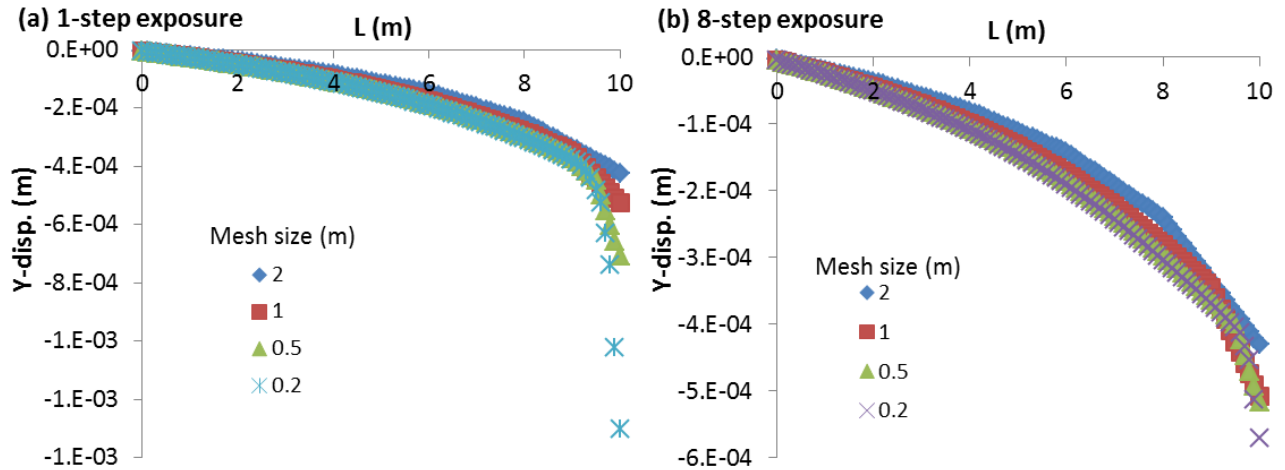 (a) 1-step exposure
L (m)
0.E+00
0 2 4 6 8 10
-2.E-04
-4.E-04
-6.E-04
-8.E-04
-1.E-03
-1.E-03
-1.E-03
Y-disp. (m)
Mesh size (m)
2
1
0.5
0.2
(b) 8-step exposure
L (m)
0.E+00
0 2 4 6 8 10
-1.E-04
-2.E-04
-3.E-04
-4.E-04
-5.E-04
-6.E-04
Y-disp. (m)
Mesh size (m)
2
1
0.5
0.2